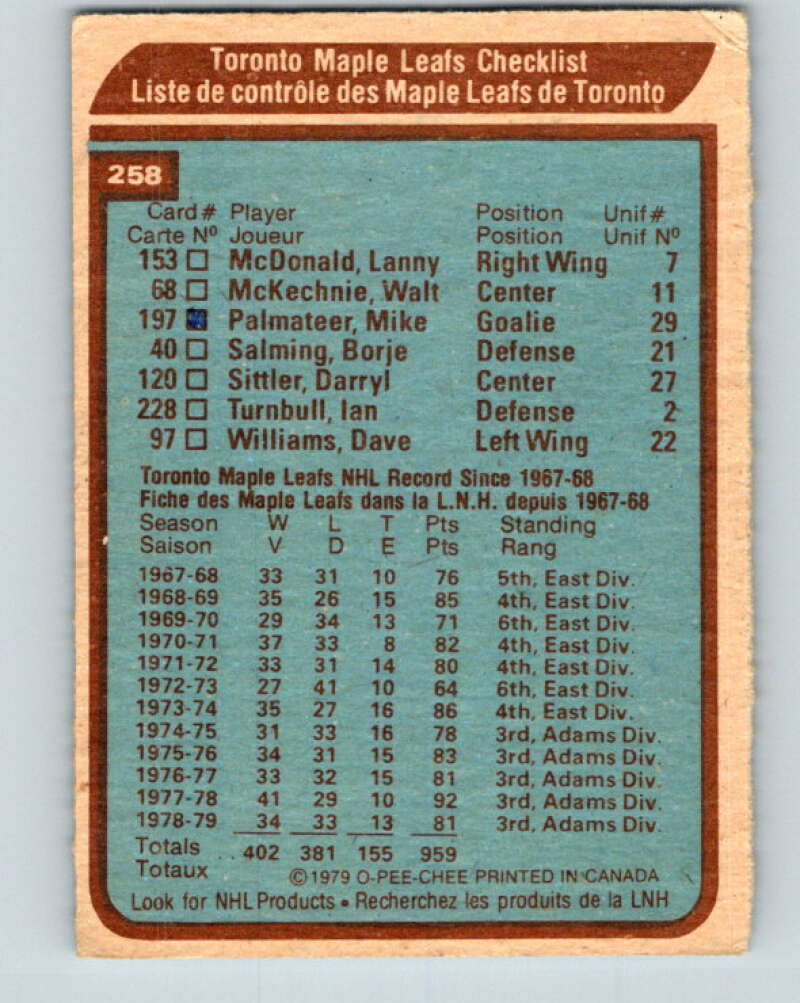 Toronto Maple Leafs Checklist
Liste de contrôle des Maple Leafs de Toronto
258
Card # Player Position Unif #
Carte Nº Joueur Position Unif Nº
153 McDonald, Lanny Right Wing 7
68 McKechnie, Walt Center 11
197 Palmateer, Mike Goalie 29
40 Salming, Borje Defense 21
120 Sittler, Darryl Center 27
228 Turnbull, Ian Defense 2
97 Williams, Dave Left Wing 22
Toronto Maple Leafs NHL Record Since 1967-68
Fiche des Maple Leafs dans la L.N.H. depuis 1967-68
Season W L T Pts Standing
Saison V D E Pts Rang
1967-68 33 31 10 76 5th, East Div.
1968-69 35 26 15 85 4th, East Div.
1969-70 29 34 13 71 6th, East Div.
1970-71 37 33 8 82 4th, East Div.
1971-72 33 31 14 80 4th, East Div.
1972-73 27 41 10 64 6th, East Div.
1973-74 35 27 16 86 4th, East Div.
1974-75 31 33 16 78 3rd, Adams Div.
1975-76 34 31 15 83 3rd, Adams Div.
1976-77 33 32 15 81 3rd, Adams Div.
1977-78 41 29 10 92 3rd, Adams Div.
1978-79 34 33 13 81 3rd, Adams Div.
Totals .. 402 381 155 959
Totaux
©1979 O-PEE-CHEE PRINTED IN CANADA
Look for NHL Products • Recherchez les produits de la LNH